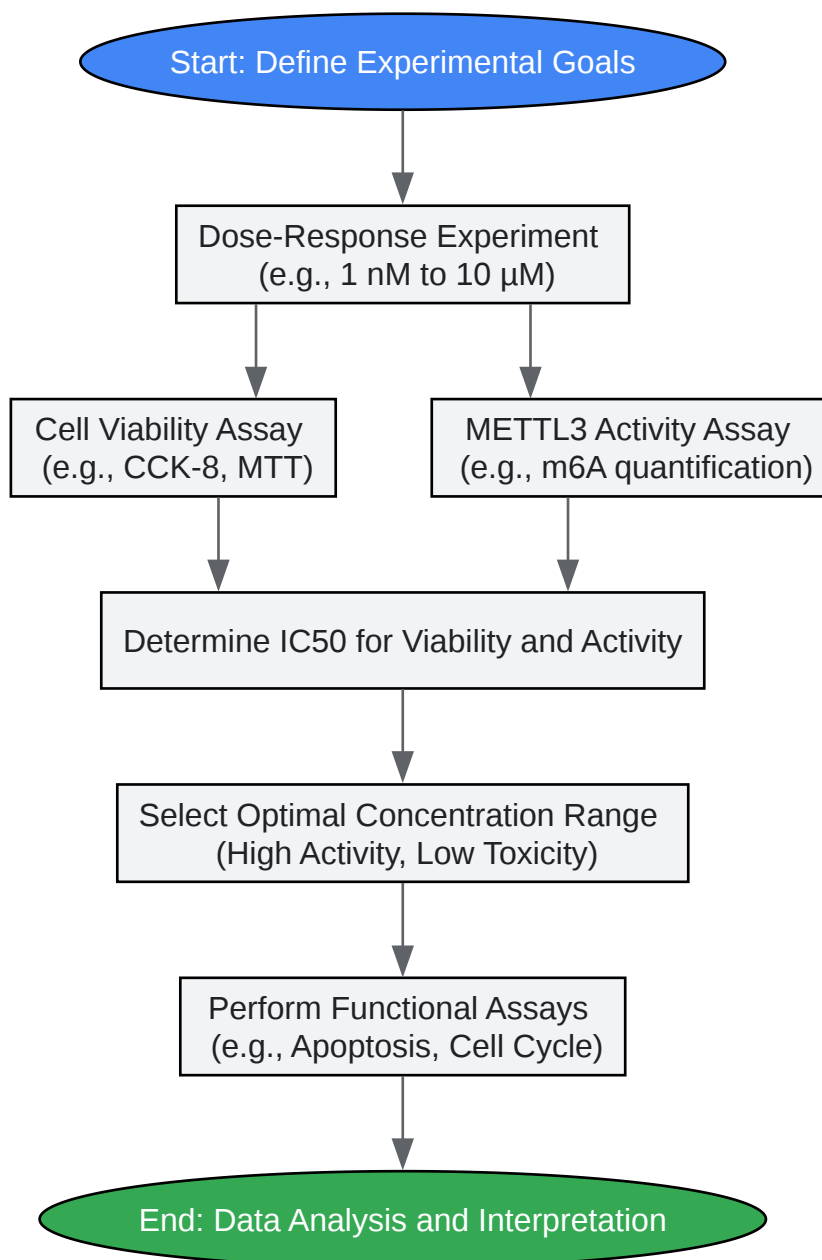 Start: Define Experimental Goals
Dose-Response Experiment
(e.g., 1 nM to 10 µM)
Cell Viability Assay
(e.g., CCK-8, MTT)
METTL3 Activity Assay
(e.g., m6A quantification)
Determine IC50 for Viability and Activity
Select Optimal Concentration Range
(High Activity, Low Toxicity)
Perform Functional Assays
(e.g., Apoptosis, Cell Cycle)
End: Data Analysis and Interpretation